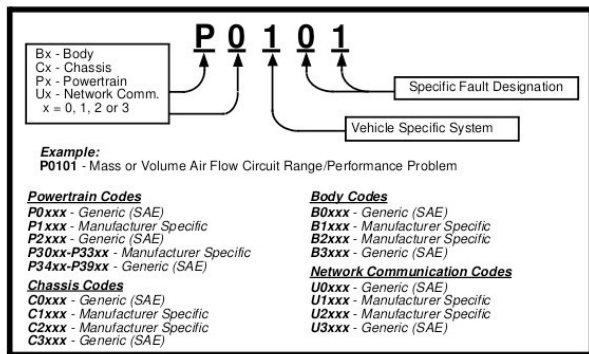 P 0 1 0 1
Bx - Body
Cx - Chassis
Px - Powertrain
Ux - Network Comm.
x = 0, 1, 2 or 3
Specific Fault Designation
Vehicle Specific System
Example:
P0101 - Mass or Volume Air Flow Circuit Range/Performance Problem
Powertrain Codes
P0xxx - Generic (SAE)
P1xxx - Manufacturer Specific
P2xxx - Generic (SAE)
P30xx-P33xx - Manufacturer Specific
P34xx-P39xx - Generic (SAE)
Chassis Codes
C0xxx - Generic (SAE)
C1xxx - Manufacturer Specific
C2xxx - Manufacturer Specific
C3xxx - Generic (SAE)
Body Codes
B0xxx - Generic (SAE)
B1xxx - Manufacturer Specific
B2xxx - Manufacturer Specific
B3xxx - Generic (SAE)
Network Communication Codes
U0xxx - Generic (SAE)
U1xxx - Manufacturer Specific
U2xxx - Manufacturer Specific
U3xxx - Generic (SAE)